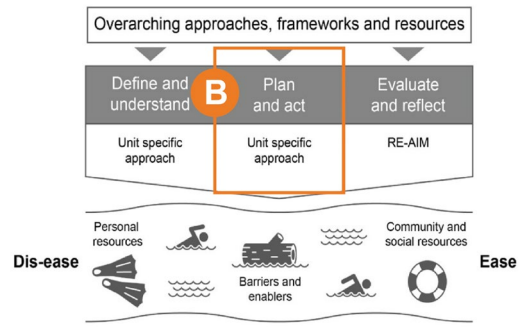 Overarching approaches, frameworks and resources
Define and
understand
B
Plan
and act
Evaluate
and reflect
Unit specific
approach
Unit specific
approach
RE-AIM
Personal
resources
Community and
social resources
Dis-ease
Ease
Barriers and
enablers